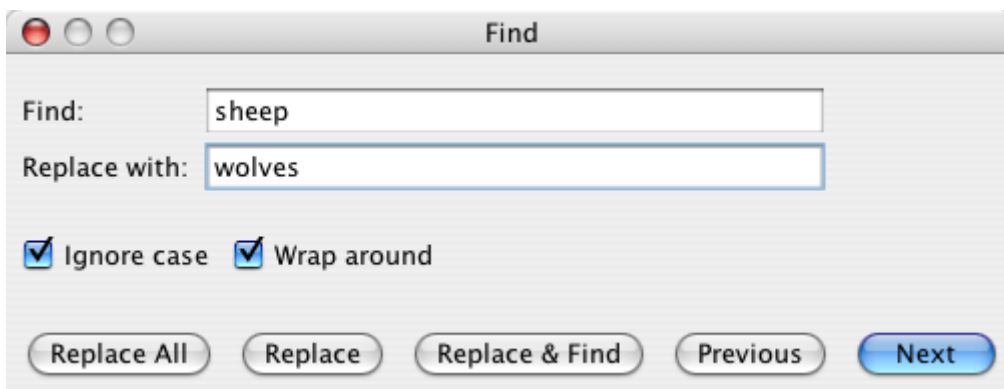 Find
Find: sheep
Replace with: wolves
Ignore case Wrap around
Replace All Replace Replace & Find Previous Next